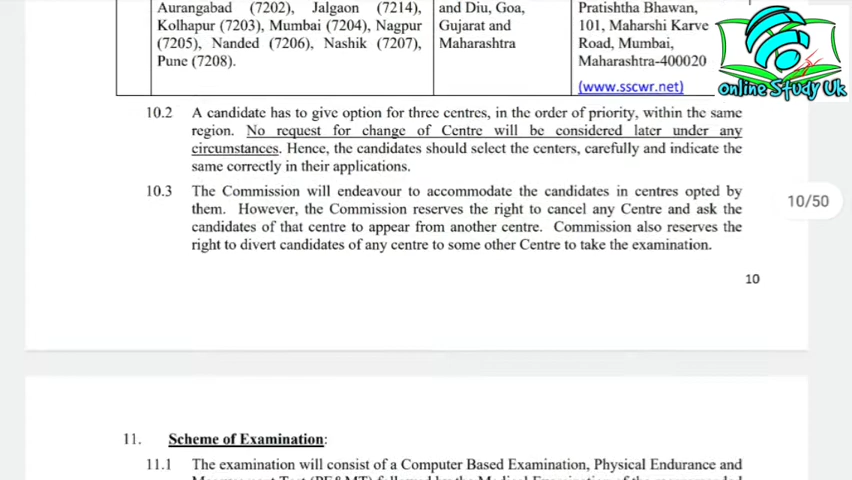 Aurangabad (7202), Jalgaon (7214),
Kolhapur (7203), Mumbai (7204), Nagpur
(7205), Nanded (7206), Nashik (7207),
Pune (7208).
and Diu, Goa,
Gujarat and
Maharashtra
Pratishtha Bhawan,
101, Maharshi Karve
Road, Mumbai,
Maharashtra-400020
(www.sscwr.net)
online Study Uk
10.2 A candidate has to give option for three centres, in the order of priority, within the same
region. No request for change of Centre will be considered later under any
circumstances. Hence, the candidates should select the centers, carefully and indicate the
same correctly in their applications.
10.3 The Commission will endeavour to accommodate the candidates in centres opted by
them. However, the Commission reserves the right to cancel any Centre and ask the
candidates of that centre to appear from another centre. Commission also reserves the
right to divert candidates of any centre to some other Centre to take the examination.
10/50
10
11. Scheme of Examination:
11.1 The examination will consist of a Computer Based Examination, Physical Endurance and